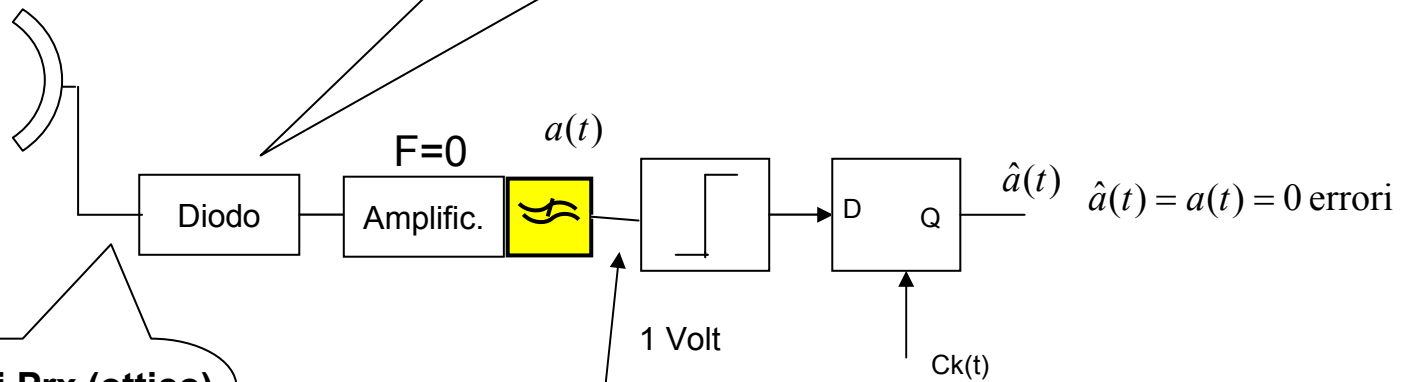 F=0
a(t)
Diodo
Amplific.
D
Q
â(t)
â(t) = a(t) = 0 errori
1 Volt
Ck(t)
i Prx (ottico)